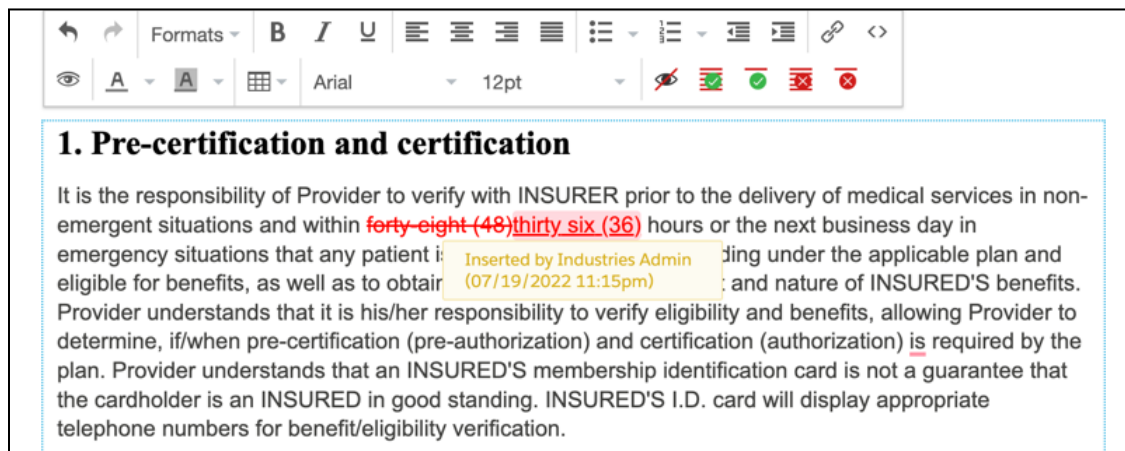 Formats B I U
A A Arial 12pt
1. Pre-certification and certification
It is the responsibility of Provider to verify with INSURER prior to the delivery of medical services in non-
emergent situations and within forty-eight (48)thirty six (36) hours or the next business day in
emergency situations that any patient i ding under the applicable plan and
Inserted by Industries Admin
eligible for benefits, as well as to obtain and nature of INSURED'S benefits.
(07/19/2022 11:15pm)
Provider understands that it is his/her responsibility to verify eligibility and benefits, allowing Provider to
determine, if/when pre-certification (pre-authorization) and certification (authorization) is required by the
plan. Provider understands that an INSURED'S membership identification card is not a guarantee that
the cardholder is an INSURED in good standing. INSURED'S I.D. card will display appropriate
telephone numbers for benefit/eligibility verification.